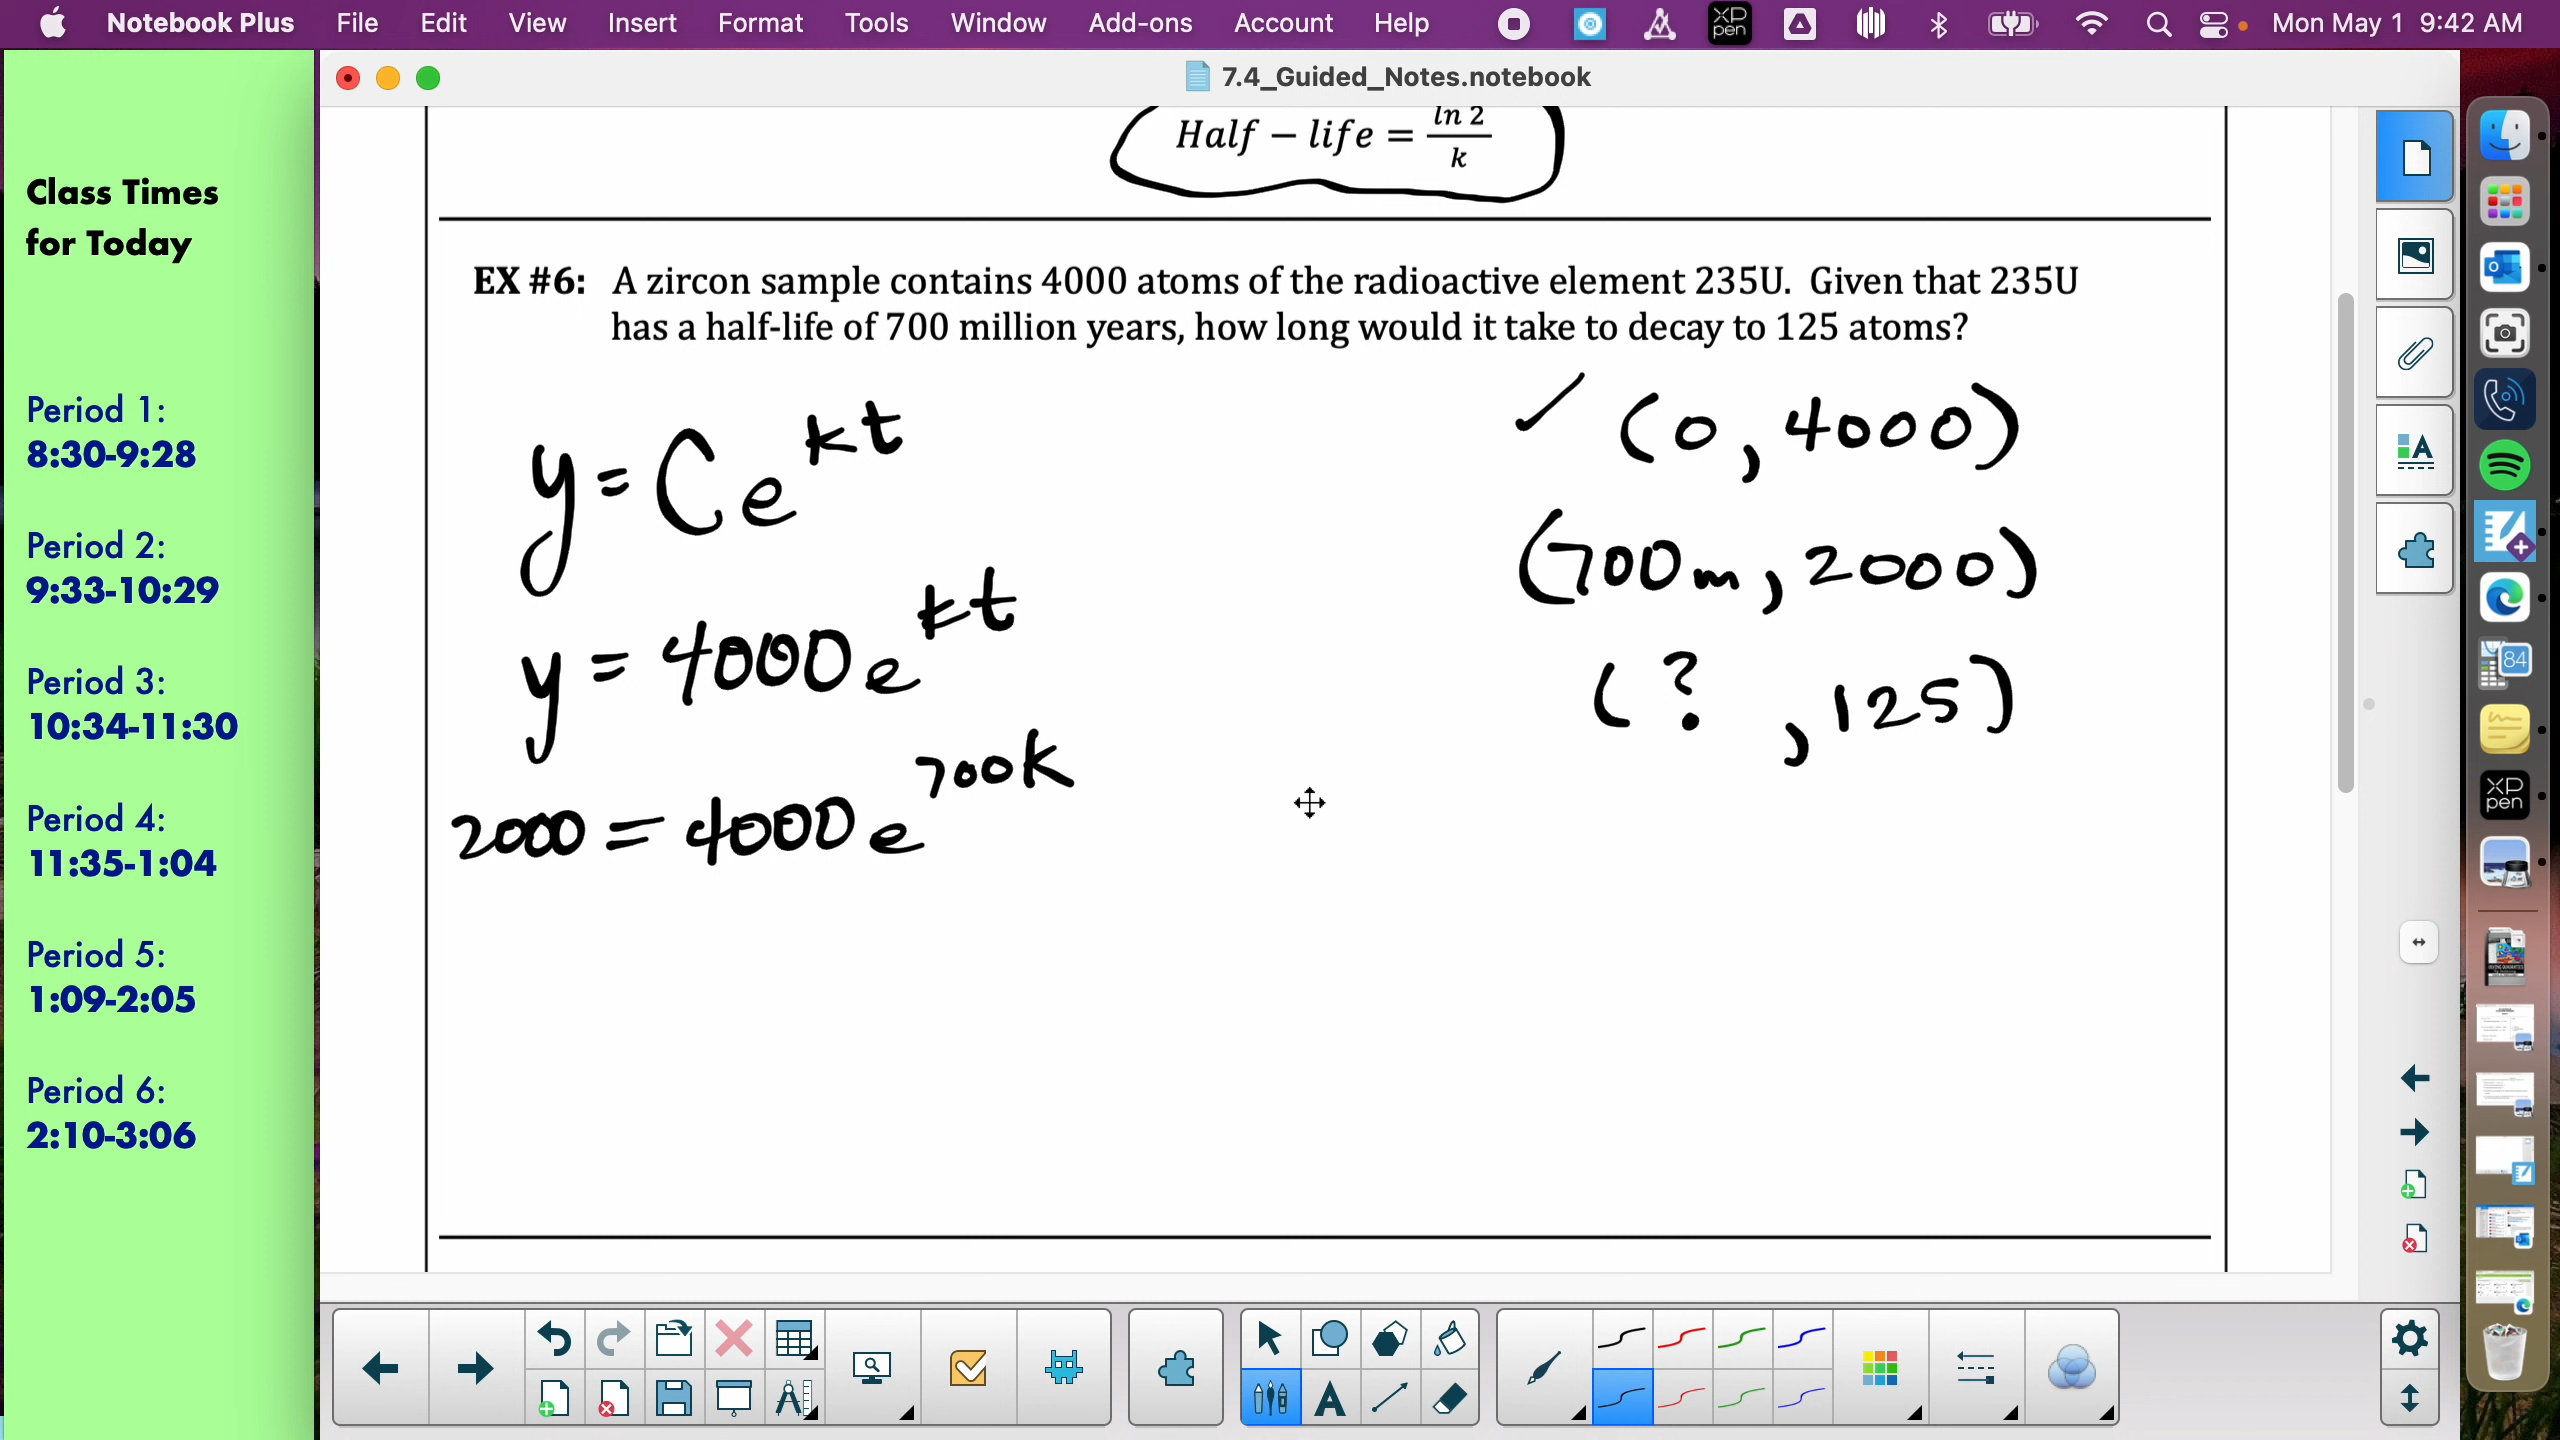 Notebook Plus File Edit View Insert Format Tools Window Add-ons Account Help XP pen Mon May 1 9:42 AM
7.4_Guided_Notes.notebook
Class Times
for Today
Period 1:
8:30-9:28
Period 2:
9:33-10:29
Period 3:
10:34-11:30
Period 4:
11:35-1:04
Period 5:
1:09-2:05
Period 6:
2:10-3:06
Half − life = ln 2 / k
EX #6: A zircon sample contains 4000 atoms of the radioactive element 235U. Given that 235U
has a half-life of 700 million years, how long would it take to decay to 125 atoms?
y = Ce^kt
y = 4000e^kt
2000 = 4000e^700k
✓ (0, 4000)
(700m, 2000)
(?, 125)
A
84
XP
pen
A